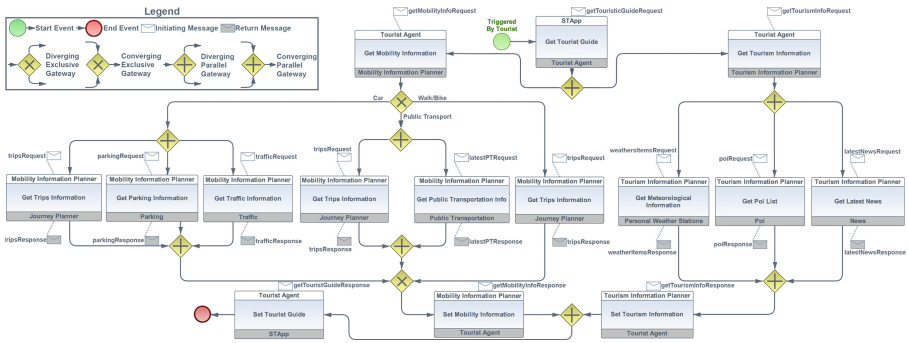 Legend
Start Event
End Event
Initiating Message
Return Message
Diverging
Exclusive
Gateway
Converging
Exclusive
Gateway
Diverging
Parallel
Gateway
Converging
Parallel
Gateway
getMobilityInfoRequest
Tourist Agent
Get Mobility Information
Mobility Information Planner
Triggered
By Tourist
getTouristicGuideRequest
STApp
Get Tourist Guide
Tourist Agent
getTourismInfoRequest
Tourist Agent
Get Tourism Information
Tourism Information Planner
Car
Walk/Bike
Public Transport
tripsRequest
Mobility Information Planner
Get Trips Information
Journey Planner
tripsResponse
parkingRequest
Mobility Information Planner
Get Parking Information
Parking
parkingResponse
trafficRequest
Mobility Information Planner
Get Traffic Information
Traffic
trafficResponse
tripsRequest
Mobility Information Planner
Get Trips Information
Journey Planner
tripsResponse
latestPTRequest
Mobility Information Planner
Get Public Transportation Info
Public Transportation
latestPTResponse
tripsRequest
Mobility Information Planner
Get Trips Information
Journey Planner
tripsResponse
weathersItemsRequest
Tourism Information Planner
Get Meteorological
Information
Personal Weather Stations
weatherItemsResponse
poiRequest
Tourism Information Planner
Get Poi List
Poi
poiResponse
latestNewsRequest
Tourism Information Planner
Get Latest News
News
latestNewsResponse
getTouristGuideResponse
Tourist Agent
Set Tourist Guide
STApp
getMobilityInfoResponse
Mobility Information Planner
Set Mobility Information
Tourist Agent
getTourismInfoResponse
Tourism Information Planner
Set Tourism Information
Tourist Agent